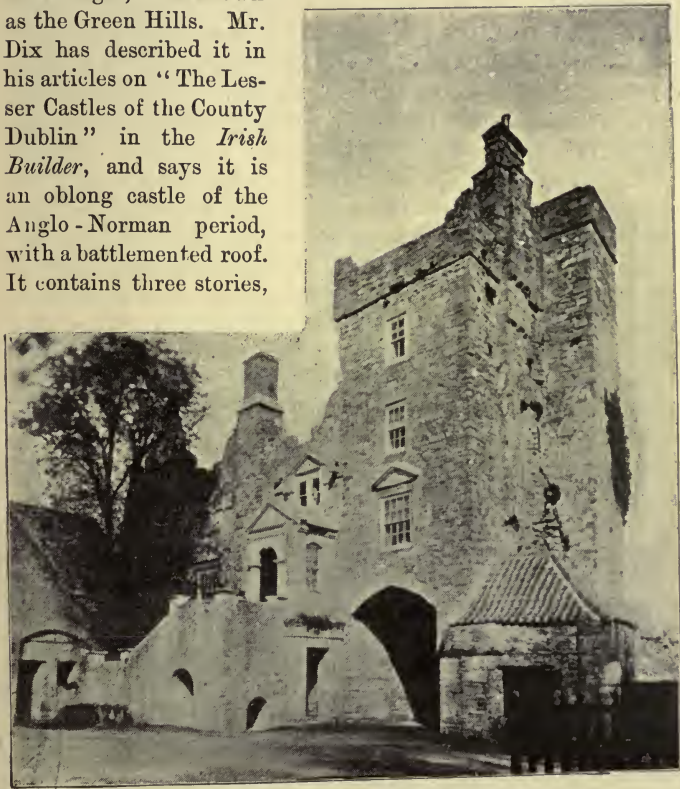 as the Green Hills. Mr.
Dix has described it in
his articles on “ The Les-
ser Castles of the County
Dublin ” in the Irish
Builder, and says it is
an oblong castle of the
Anglo - Norman period,
with a battlemented roof.
It contains three stories,